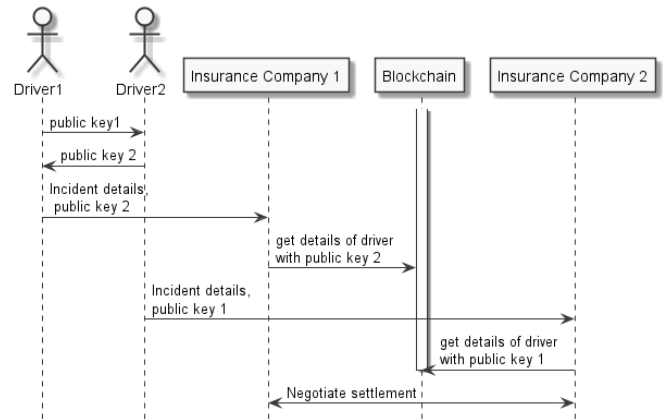 Driver1
Driver2
Insurance Company 1
Blockchain
Insurance Company 2
public key1
public key 2
Incident details,
public key 2
get details of driver
with public key 2
Incident details,
public key 1
get details of driver
with public key 1
Negotiate settlement